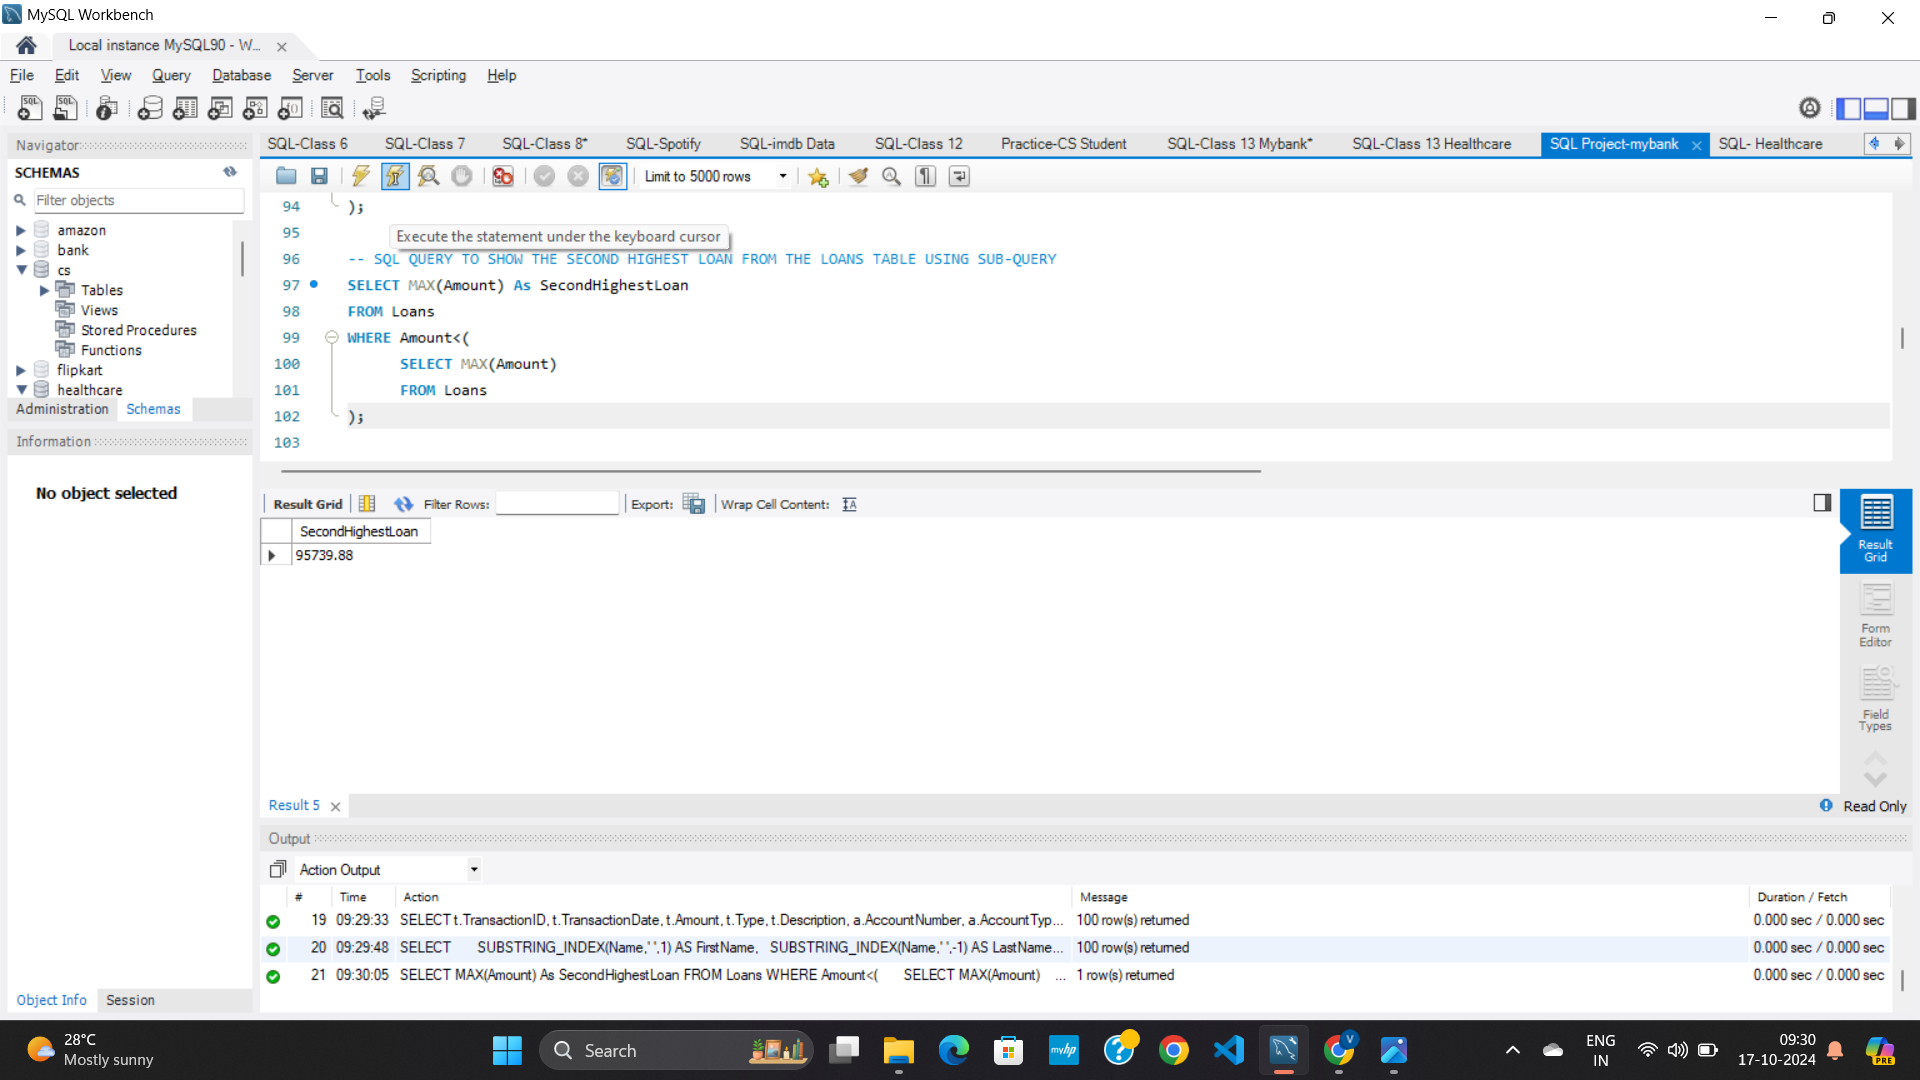 MySQL Workbench
Local instance MySQL90 - W...
File Edit View Query Database Server Tools Scripting Help
Navigator
SCHEMAS
Filter objects
amazon
bank
cs
Tables
Views
Stored Procedures
Functions
flipkart
healthcare
Administration Schemas
Information
No object selected
Object Info Session
SQL-Class 6 SQL-Class 7 SQL-Class 8* SQL-Spotify SQL-imdb Data SQL-Class 12 Practice-CS Student SQL-Class 13 Mybank* SQL-Class 13 Healthcare SQL Project-mybank SQL- Healthcare
Limit to 5000 rows
94 );
95
Execute the statement under the keyboard cursor
96 -- SQL QUERY TO SHOW THE SECOND HIGHEST LOAN FROM THE LOANS TABLE USING SUB-QUERY
97 SELECT MAX(Amount) As SecondHighestLoan
98 FROM Loans
99 WHERE Amount<(
100 SELECT MAX(Amount)
101 FROM Loans
102 );
103
Result Grid Filter Rows: Export: Wrap Cell Content:
SecondHighestLoan
95739.88
Result Grid
Form Editor
Field Types
Result 5
Read Only
Output
Action Output
# Time Action Message Duration / Fetch
19 09:29:33 SELECT t.TransactionID, t.TransactionDate, t.Amount, t.Type, t.Description, a.AccountNumber, a.AccountTyp... 100 row(s) returned 0.000 sec / 0.000 sec
20 09:29:48 SELECT SUBSTRING_INDEX(Name,' ',1) AS FirstName, SUBSTRING_INDEX(Name,' ',-1) AS LastName... 100 row(s) returned 0.000 sec / 0.000 sec
21 09:30:05 SELECT MAX(Amount) As SecondHighestLoan FROM Loans WHERE Amount<( SELECT MAX(Amount) ... 1 row(s) returned 0.000 sec / 0.000 sec
28°C
Mostly sunny
Search
myhp
V
ENG
IN
09:30
17-10-2024
PRE